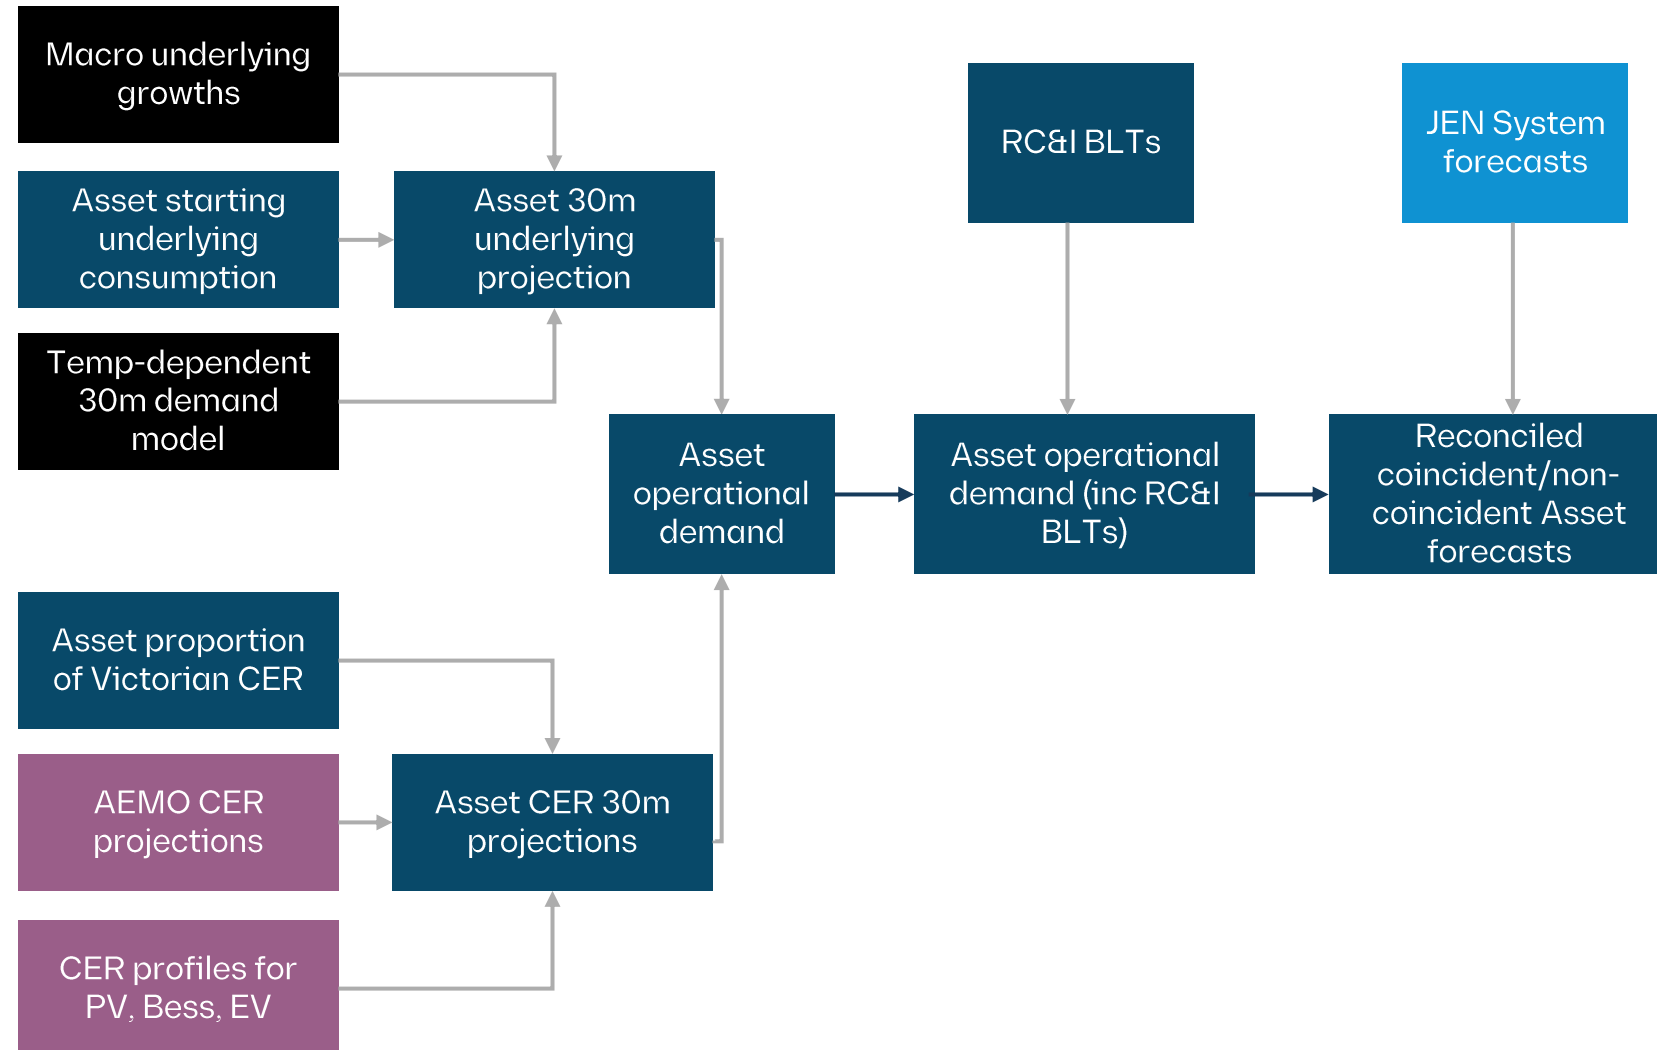 Macro underlying
growths
Asset starting
underlying
consumption
Temp-dependent
30m demand
model
Asset 30m
underlying
projection
RC&I BLTs
JEN System
forecasts
Asset
operational
demand
Asset operational
demand (inc RC&I
BLTs)
Reconciled
coincident/non-
coincident Asset
forecasts
Asset proportion
of Victorian CER
AEMO CER
projections
CER profiles for
PV, Bess, EV
Asset CER 30m
projections